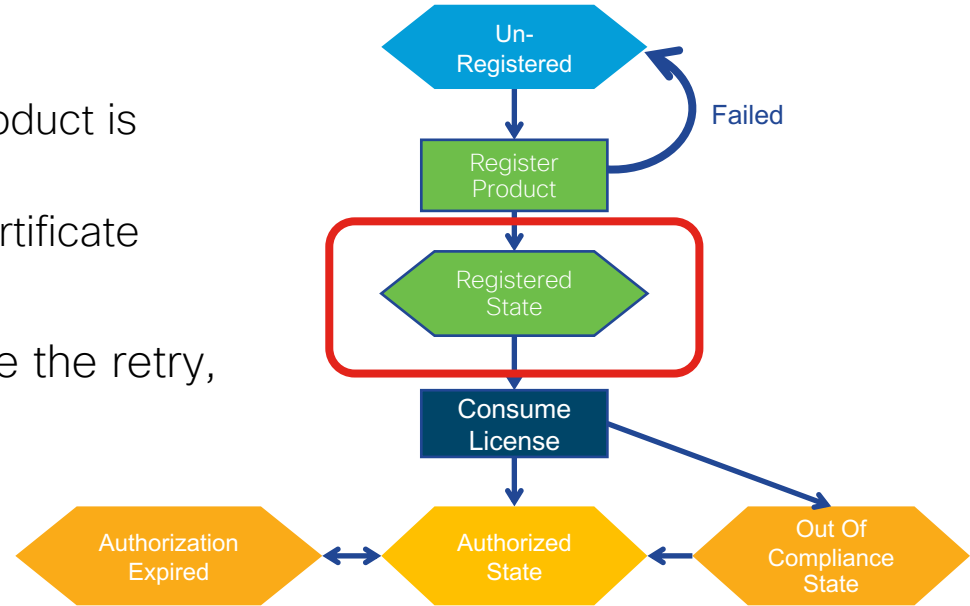 Un-
Registered
oduct is
Failed
Register
Product
rtificate
Registered
State
e the retry,
Consume
License
Authorization
Expired
Authorized
State
Out Of
Compliance
State